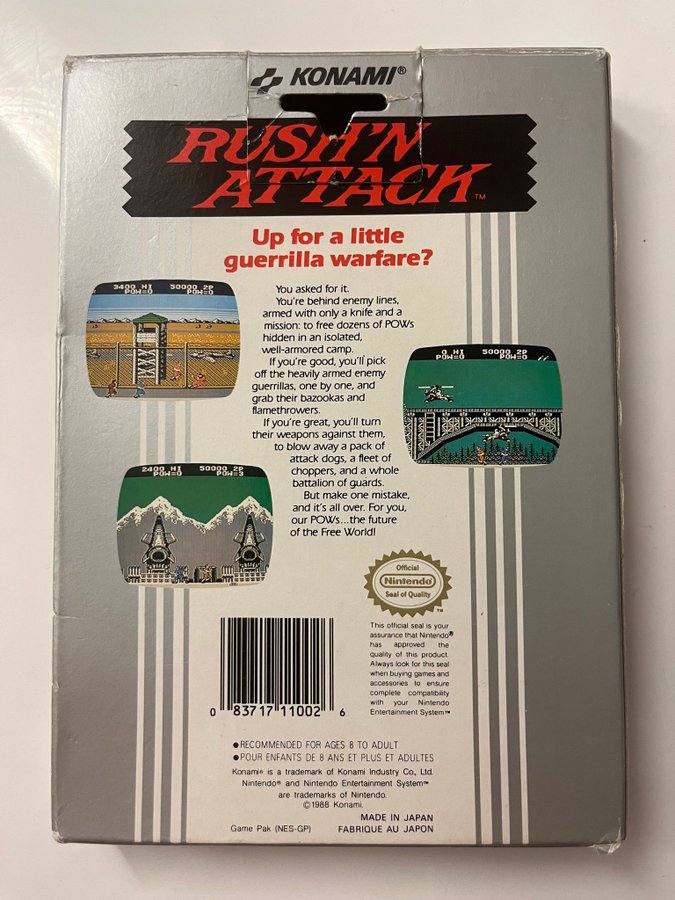 KONAMI®
RUSH'N
ATTACK™
Up for a little
guerrilla warfare?
You asked for it.
You're behind enemy lines,
armed with only a knife and a
mission: to free dozens of POWs
hidden in an isolated,
well-armored camp.
If you're good, you'll pick
off the heavily armed enemy
guerrillas, one by one, and
grab their bazookas and
flamethrowers.
If you're great, you'll turn
their weapons against them,
to blow away a pack of
attack dogs, a fleet of
choppers, and a whole
battalion of guards.
But make one mistake,
and it's all over. For you,
our POWs...the future
of the Free World!
3400 HI 50000 2P
POW=0 POW=0
0 HI 50000 2P
POW=0 POW=0
2400 HI 50000 2P
POW=0 POW=3
Official
Nintendo
Seal of Quality
TM
This official seal is your
assurance that Nintendo®
has approved the
quality of this product.
Always look for this seal
when buying games and
accessories to ensure
complete compatibility
with your Nintendo
Entertainment System™
0 83717 11002 6
●RECOMMENDED FOR AGES 8 TO ADULT
●POUR ENFANTS DE 8 ANS ET PLUS ET ADULTES
Konami® is a trademark of Konami Industry Co., Ltd.
Nintendo® and Nintendo Entertainment System™
are trademarks of Nintendo.
©1988 Konami.
MADE IN JAPAN
Game Pak (NES-GP) FABRIQUE AU JAPON